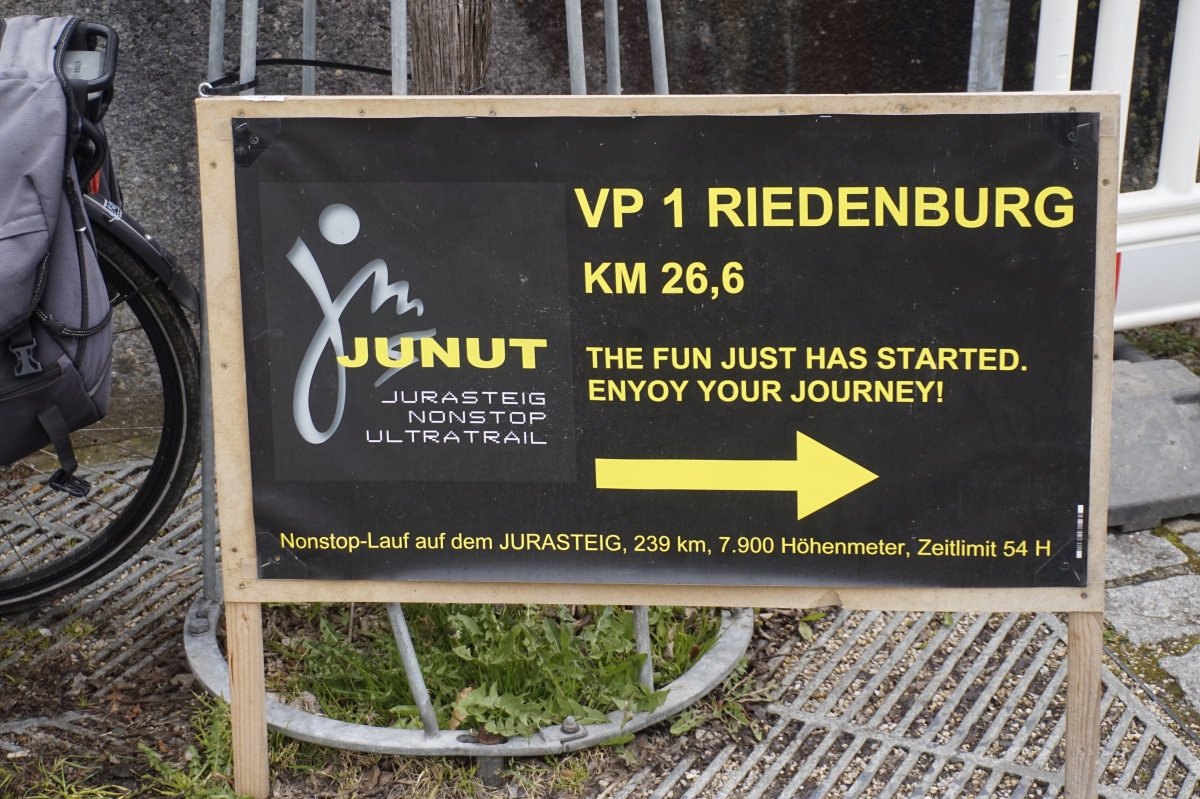 VP 1 RIEDENBURG
KM 26,6
JUNUT
JURASTEIG
NONSTOP
ULTRATRAIL
THE FUN JUST HAS STARTED.
ENYOY YOUR JOURNEY!
Nonstop-Lauf auf dem JURASTEIG, 239 km, 7.900 Höhenmeter, Zeitlimit 54 H